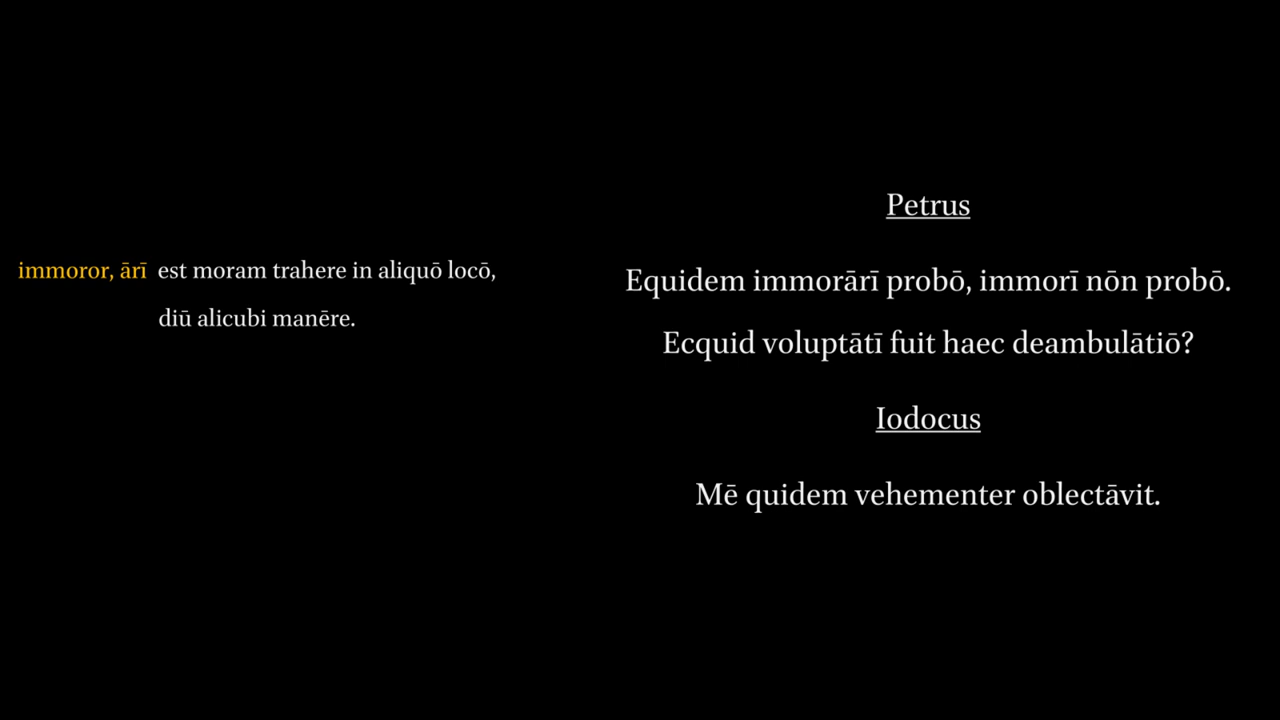 immoror, ārī est moram trahere in aliquō locō,
diū alicubi manēre.
Petrus
Equidem immorārī probō, immorī nōn probō.
Ecquid voluptātī fuit haec deambulātiō?
Iodocus
Mē quidem vehementer oblectāvit.